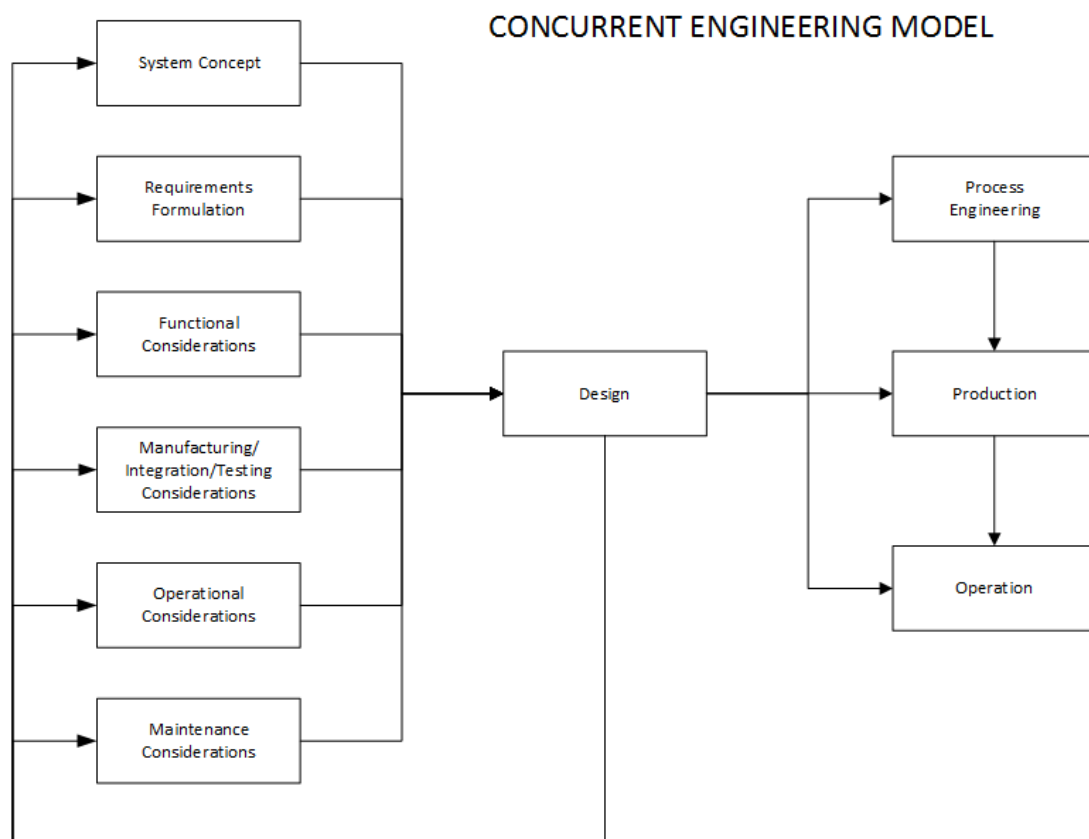 CONCURRENT ENGINEERING MODEL
System Concept
Requirements
Formulation
Functional
Considerations
Manufacturing/
Integration/Testing
Considerations
Operational
Considerations
Maintenance
Considerations
Design
Process
Engineering
Production
Operation